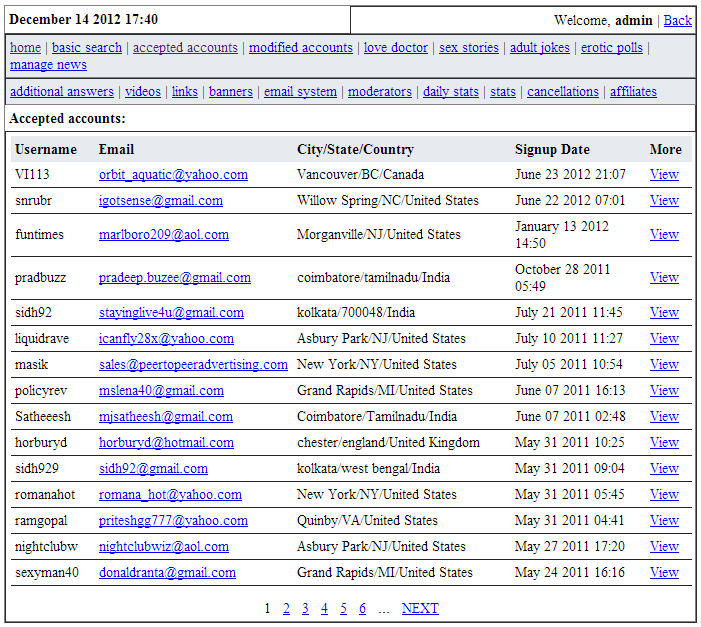 December 14 2012 17:40
Welcome, admin | Back
home | basic search | accepted accounts | modified accounts | love doctor | sex stories | adult jokes | erotic polls |
manage news
additional answers | videos | links | banners | email system | moderators | daily stats | stats | cancellations | affiliates
Accepted accounts:
Username Email City/State/Country Signup Date More
VI113 orbit_aquatic@yahoo.com Vancouver/BC/Canada June 23 2012 21:07 View
snrubr igotsense@gmail.com Willow Spring/NC/United States June 22 2012 07:01 View
funtimes marlboro209@aol.com Morganville/NJ/United States January 13 2012 14:50 View
pradbuzz pradeep.buzee@gmail.com coimbatore/tamilnadu/India October 28 2011 05:49 View
sidh92 stayinglive4u@gmail.com kolkata/700048/India July 21 2011 11:45 View
liquidrave icanfly28x@yahoo.com Asbury Park/NJ/United States July 10 2011 11:27 View
masik sales@peertopeeradvertising.com New York/NY/United States July 05 2011 10:54 View
policyrev mslena40@gmail.com Grand Rapids/MI/United States June 07 2011 16:13 View
Satheeesh mjsatheesh@gmail.com Coimbatore/Tamilnadu/India June 07 2011 02:48 View
horburyd horburyd@hotmail.com chester/england/United Kingdom May 31 2011 10:25 View
sidh929 sidh92@gmail.com kolkata/west bengal/India May 31 2011 09:04 View
romanahot romana_hot@yahoo.com New York/NY/United States May 31 2011 05:45 View
ramgopal priteshgg777@yahoo.com Quinby/VA/United States May 31 2011 04:41 View
nightclubw nightclubwiz@aol.com Asbury Park/NJ/United States May 27 2011 17:20 View
sexyman40 donaldranta@gmail.com Grand Rapids/MI/United States May 24 2011 16:16 View
1 2 3 4 5 6 ... NEXT